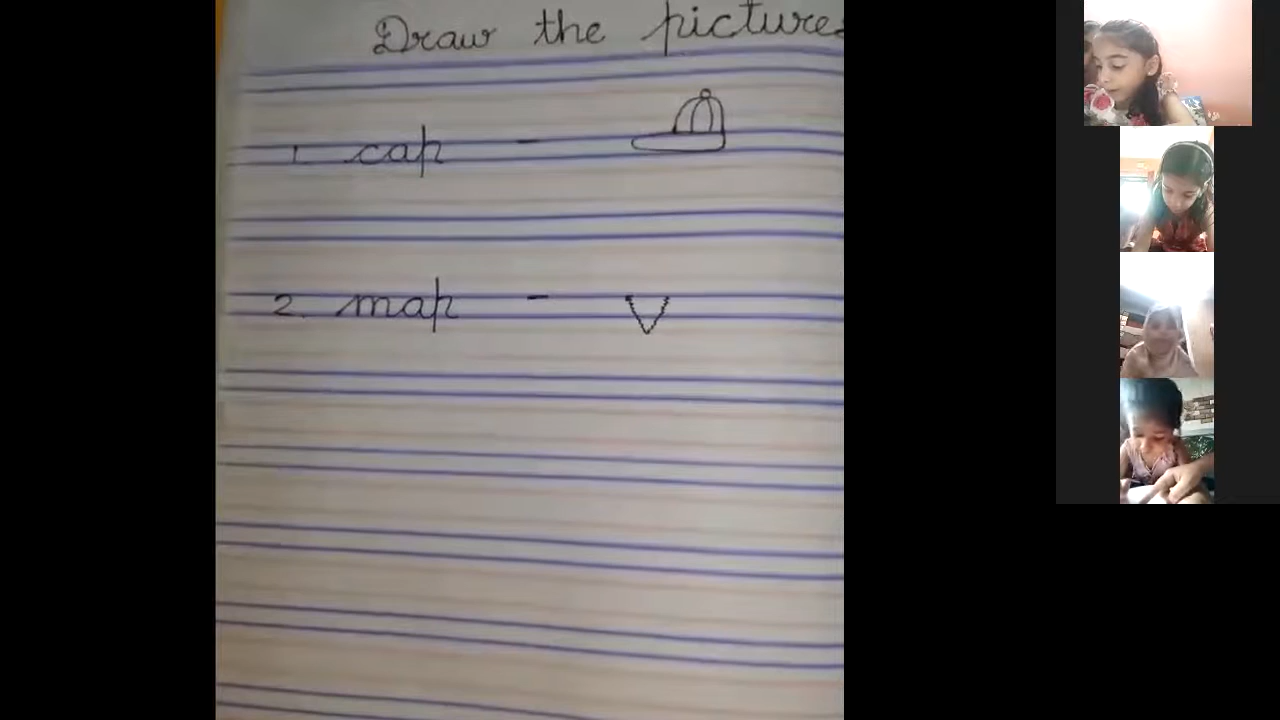 Draw the pictures
1. cap -
2. map -